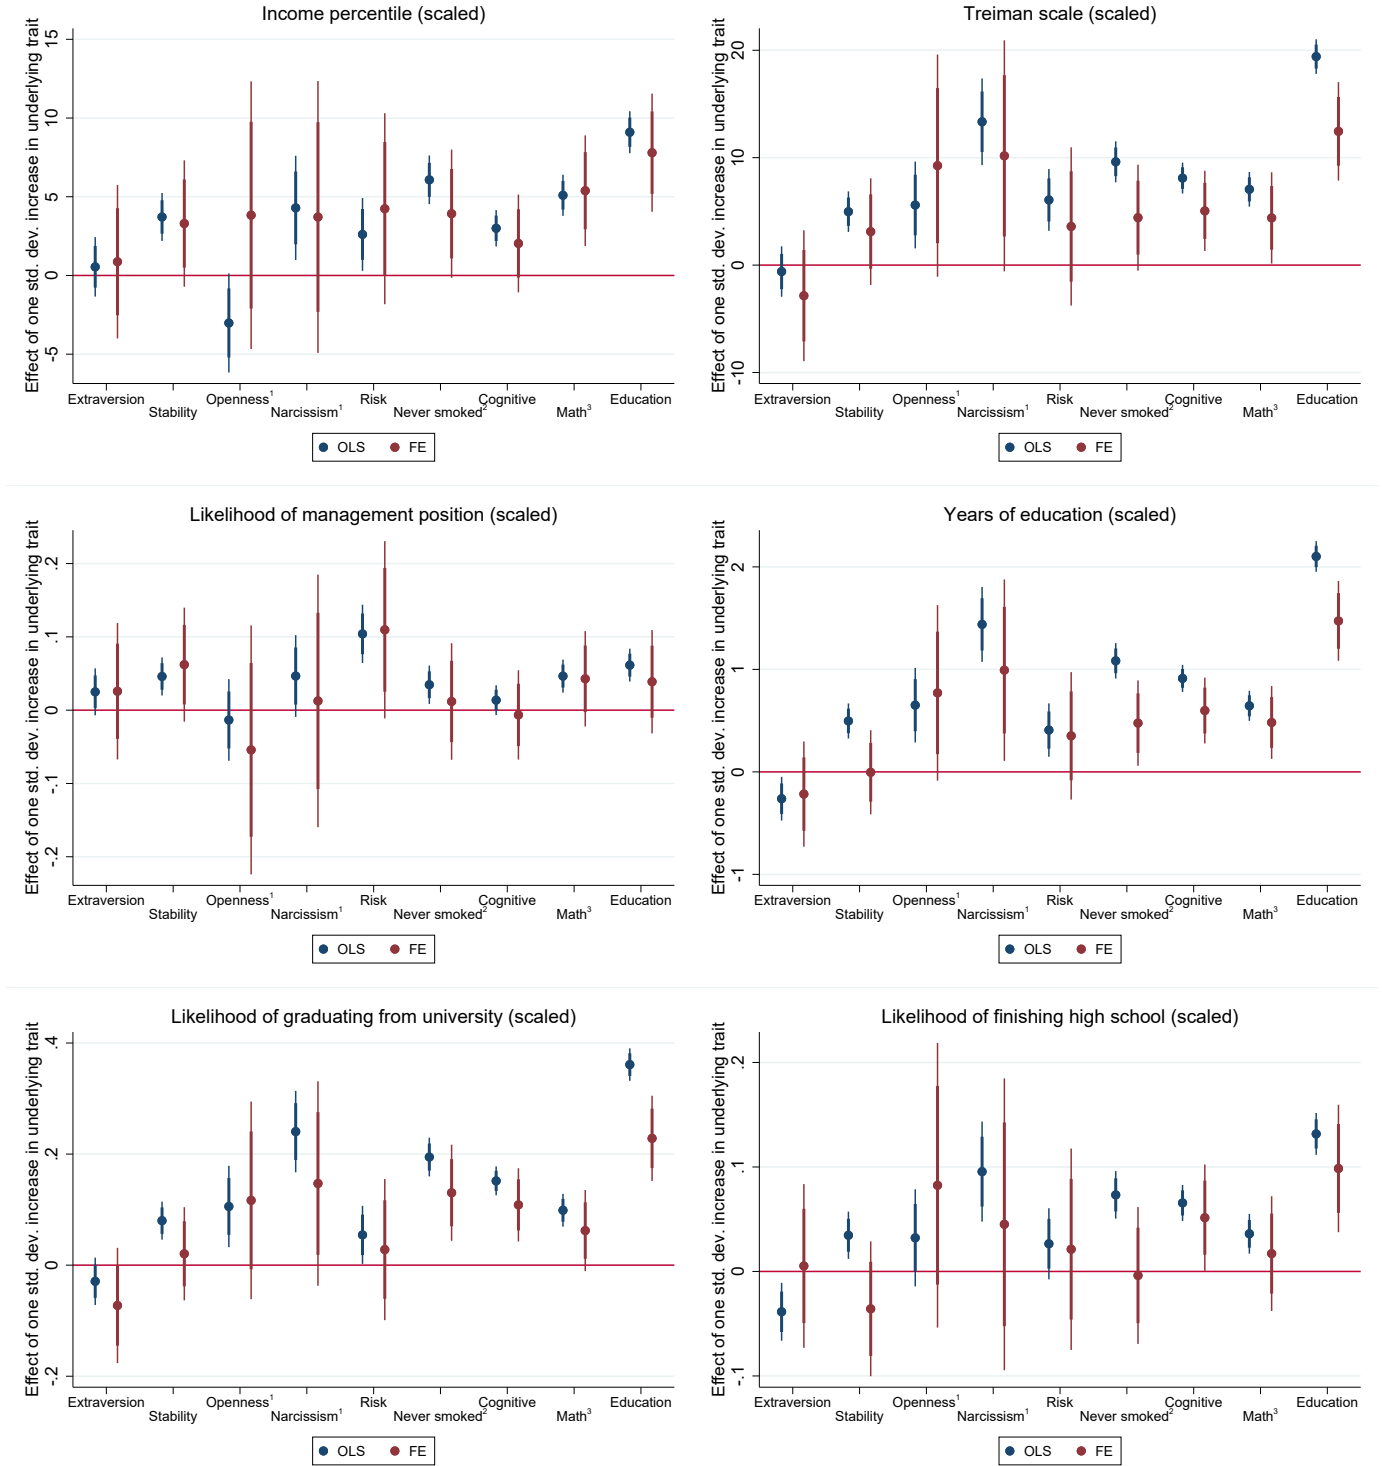 Income percentile (scaled)
Effect of one std. dev. increase in underlying trait
15
10
5
0
-5
Extraversion Stability Openness¹ Narcissism¹ Risk Never smoked² Cognitive Math³ Education
OLS FE
Treiman scale (scaled)
Effect of one std. dev. increase in underlying trait
20
10
0
-10
Extraversion Stability Openness¹ Narcissism¹ Risk Never smoked² Cognitive Math³ Education
OLS FE
Likelihood of management position (scaled)
Effect of one std. dev. increase in underlying trait
.2
.1
0
-.1
-.2
Extraversion Stability Openness¹ Narcissism¹ Risk Never smoked² Cognitive Math³ Education
OLS FE
Years of education (scaled)
Effect of one std. dev. increase in underlying trait
2
1
0
-1
Extraversion Stability Openness¹ Narcissism¹ Risk Never smoked² Cognitive Math³ Education
OLS FE
Likelihood of graduating from university (scaled)
Effect of one std. dev. increase in underlying trait
.4
.2
0
-.2
Extraversion Stability Openness¹ Narcissism¹ Risk Never smoked² Cognitive Math³ Education
OLS FE
Likelihood of finishing high school (scaled)
Effect of one std. dev. increase in underlying trait
.2
.1
0
-.1
Extraversion Stability Openness¹ Narcissism¹ Risk Never smoked² Cognitive Math³ Education
OLS FE